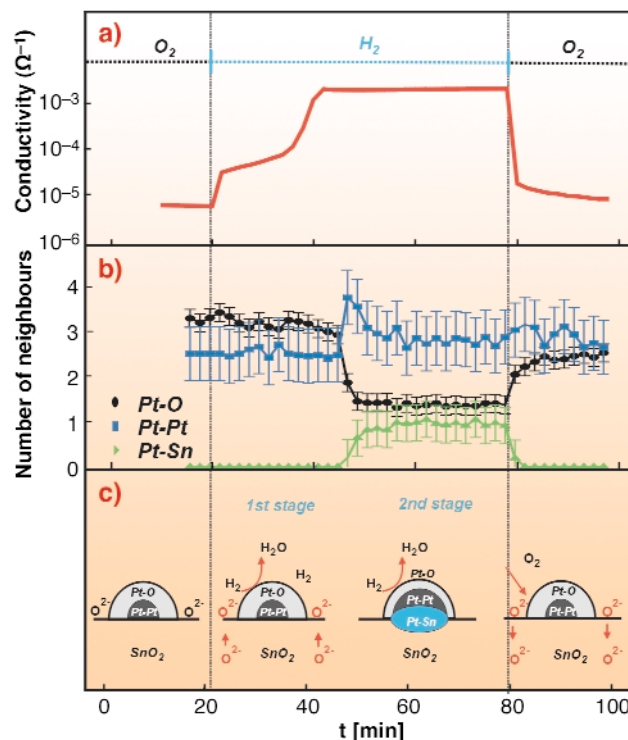 a)
O₂ H₂ O₂
Conductivity (Ω⁻¹)
10⁻³
10⁻⁴
10⁻⁵
10⁻⁶
b)
Number of neighbours
4
3
2
1
0
Pt-O
Pt-Pt
Pt-Sn
c)
1st stage 2nd stage
H₂O H₂O O₂
H₂ H₂ H₂ Pt-O
O²⁻ Pt-O O²⁻ O²⁻ Pt-O O²⁻ Pt-Pt O²⁻ Pt-O O²⁻
Pt-Pt Pt-Pt Pt-Sn Pt-Pt
SnO₂ O²⁻ SnO₂ O²⁻ SnO₂ O²⁻ SnO₂ O²⁻
0 20 40 60 80 100
t [min]